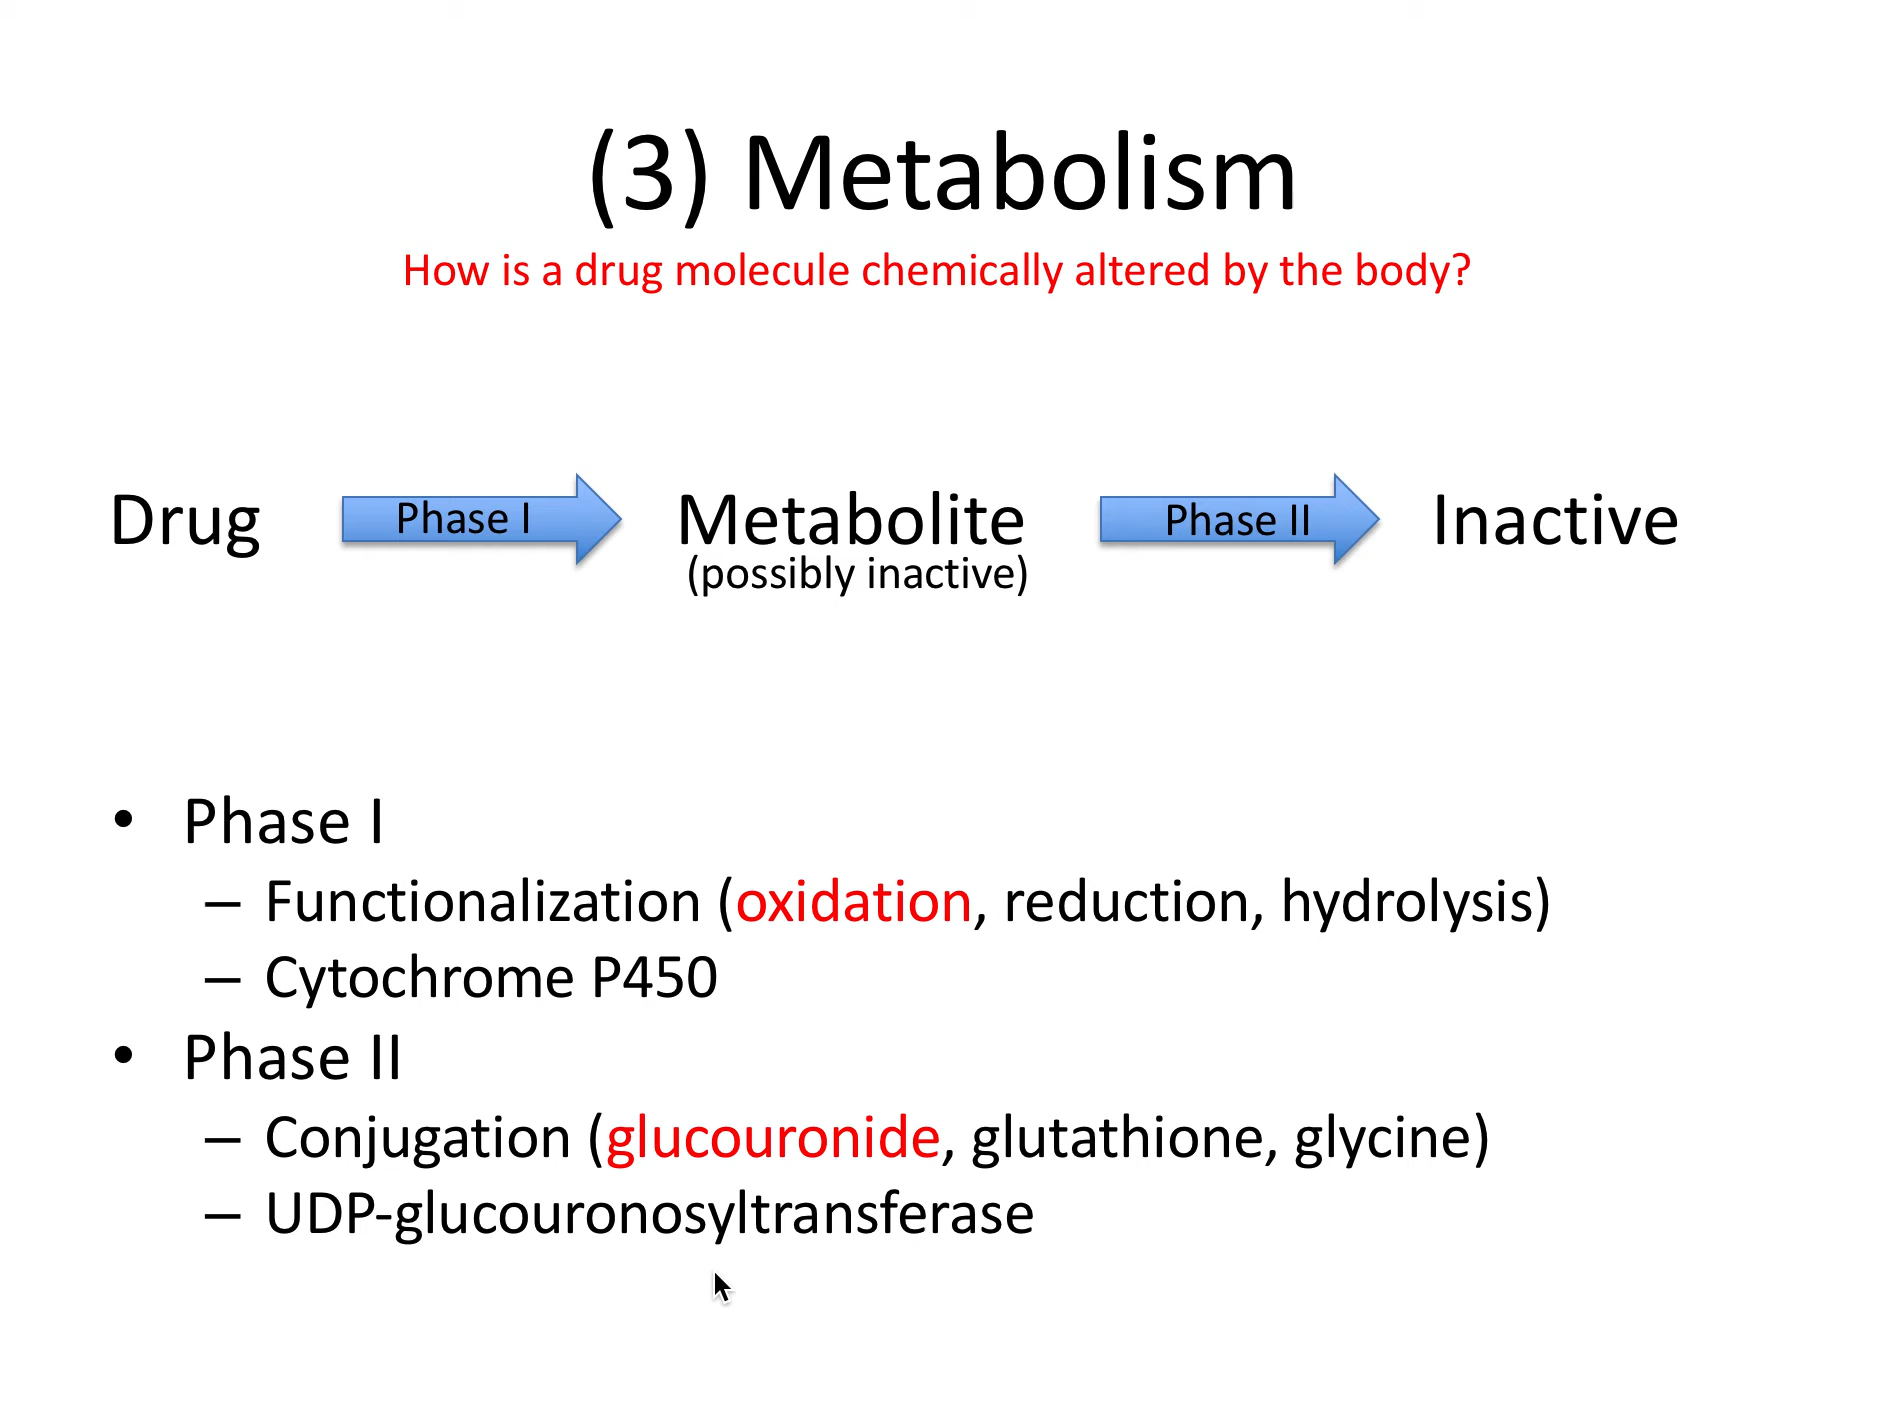 (3) Metabolism
How is a drug molecule chemically altered by the body?
Drug
Phase I
Metabolite
(possibly inactive)
Phase II
Inactive
• Phase I
– Functionalization (oxidation, reduction, hydrolysis)
– Cytochrome P450
• Phase II
– Conjugation (glucouronide, glutathione, glycine)
– UDP-glucouronosyltransferase